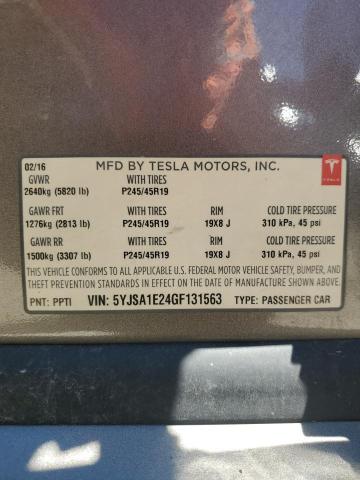 02/16 MFD BY TESLA MOTORS, INC.
GVWR WITH TIRES
2640kg (5820 lb) P245/45R19
TESLA
GAWR FRT WITH TIRES RIM COLD TIRE PRESSURE
1276kg (2813 lb) P245/45R19 19X8 J 310 kPa, 45 psi
GAWR RR WITH TIRES RIM COLD TIRE PRESSURE
1500kg (3307 lb) P245/45R19 19X8 J 310 kPa, 45 psi
THIS VEHICLE CONFORMS TO ALL APPLICABLE U.S. FEDERAL MOTOR VEHICLE SAFETY, BUMPER, AND
THEFT PREVENTION STANDARDS IN EFFECT ON THE DATE OF MANUFACTURE SHOWN ABOVE.
PNT: PPTI VIN: 5YJSA1E24GF131563 TYPE: PASSENGER CAR